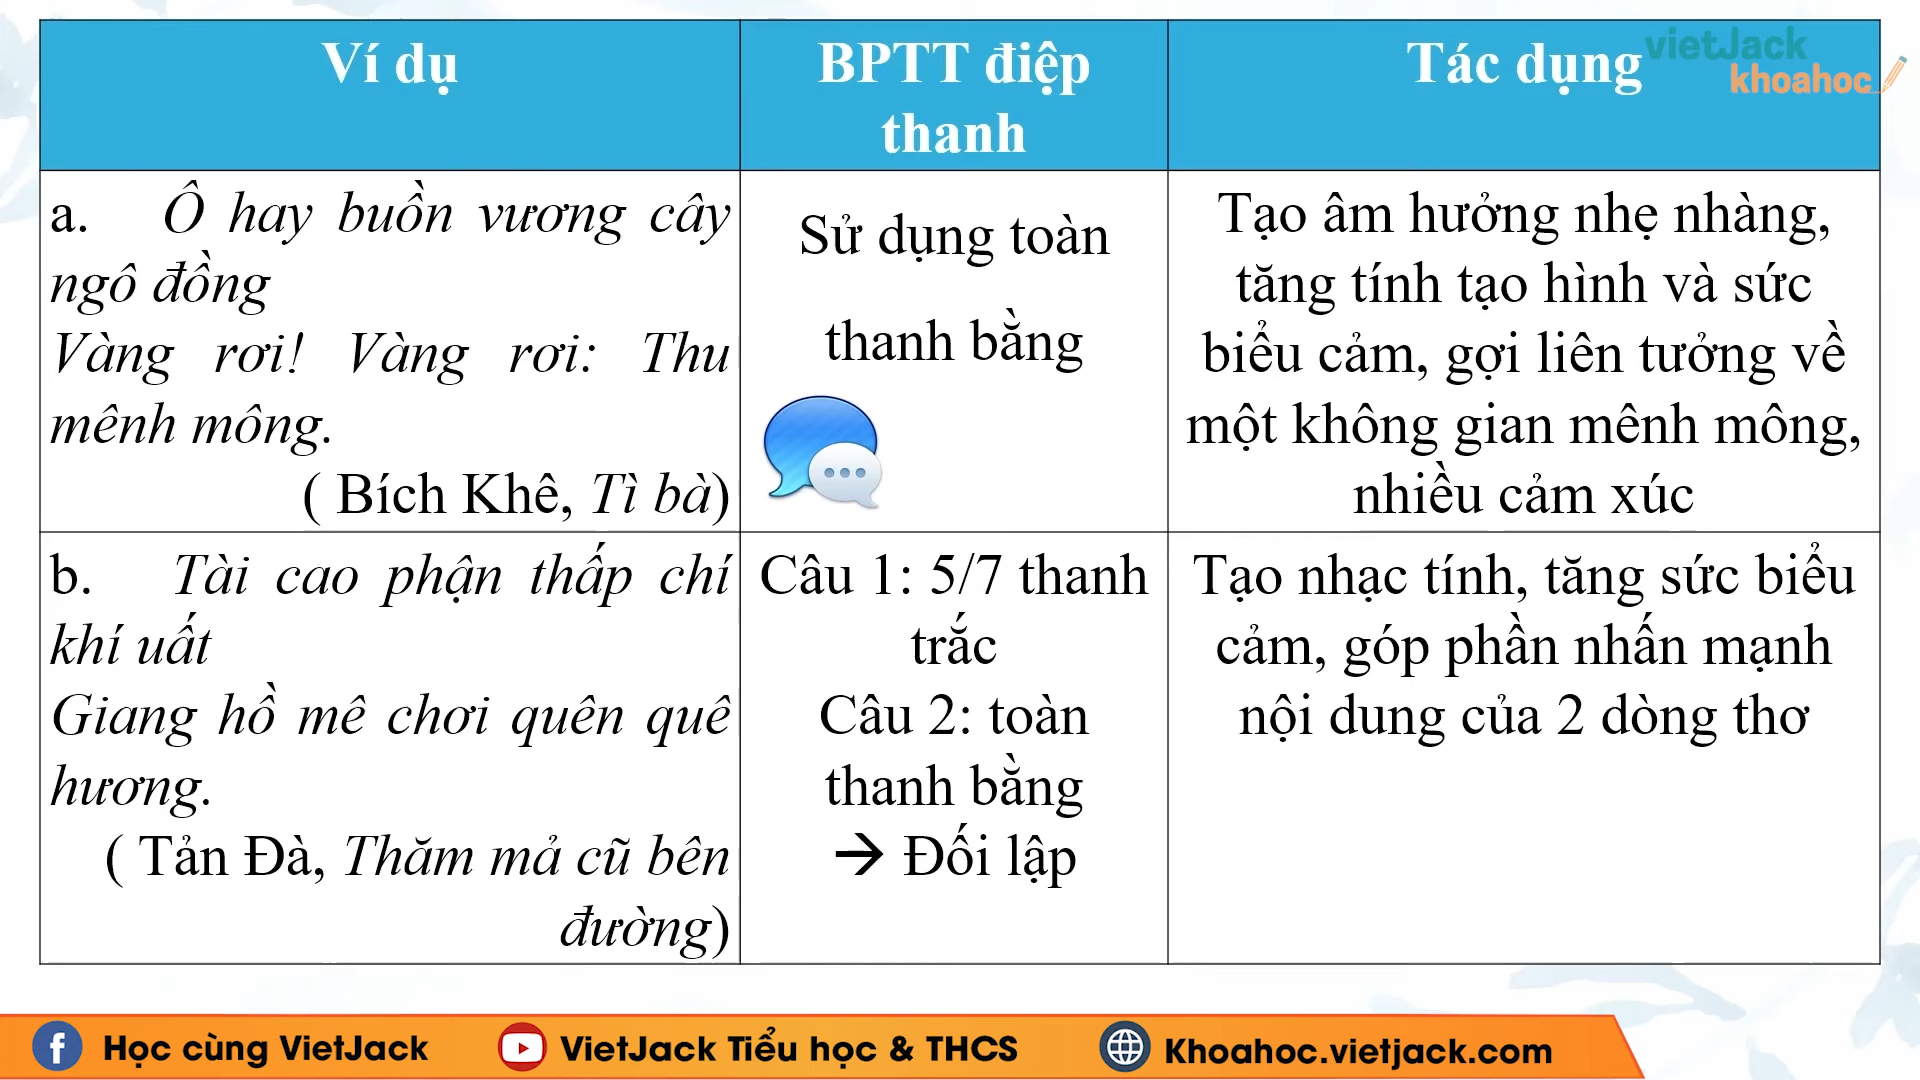 Ví dụ
BPTT điệp
thanh
Tác dụng
vietJack
khoahoc
a. Ô hay buồn vương cây
ngô đồng
Vàng rơi! Vàng rơi: Thu
mênh mông.
( Bích Khê, Tì bà)
Sử dụng toàn
thanh bằng
Tạo âm hưởng nhẹ nhàng,
tăng tính tạo hình và sức
biểu cảm, gợi liên tưởng về
một không gian mênh mông,
nhiều cảm xúc
b. Tài cao phận thấp chí
khí uất
Giang hồ mê chơi quên quê
hương.
( Tản Đà, Thăm mả cũ bên
đường)
Câu 1: 5/7 thanh
trắc
Câu 2: toàn
thanh bằng
→ Đối lập
Tạo nhạc tính, tăng sức biểu
cảm, góp phần nhấn mạnh
nội dung của 2 dòng thơ
Học cùng VietJack
VietJack Tiểu học & THCS
Khoahoc.vietjack.com